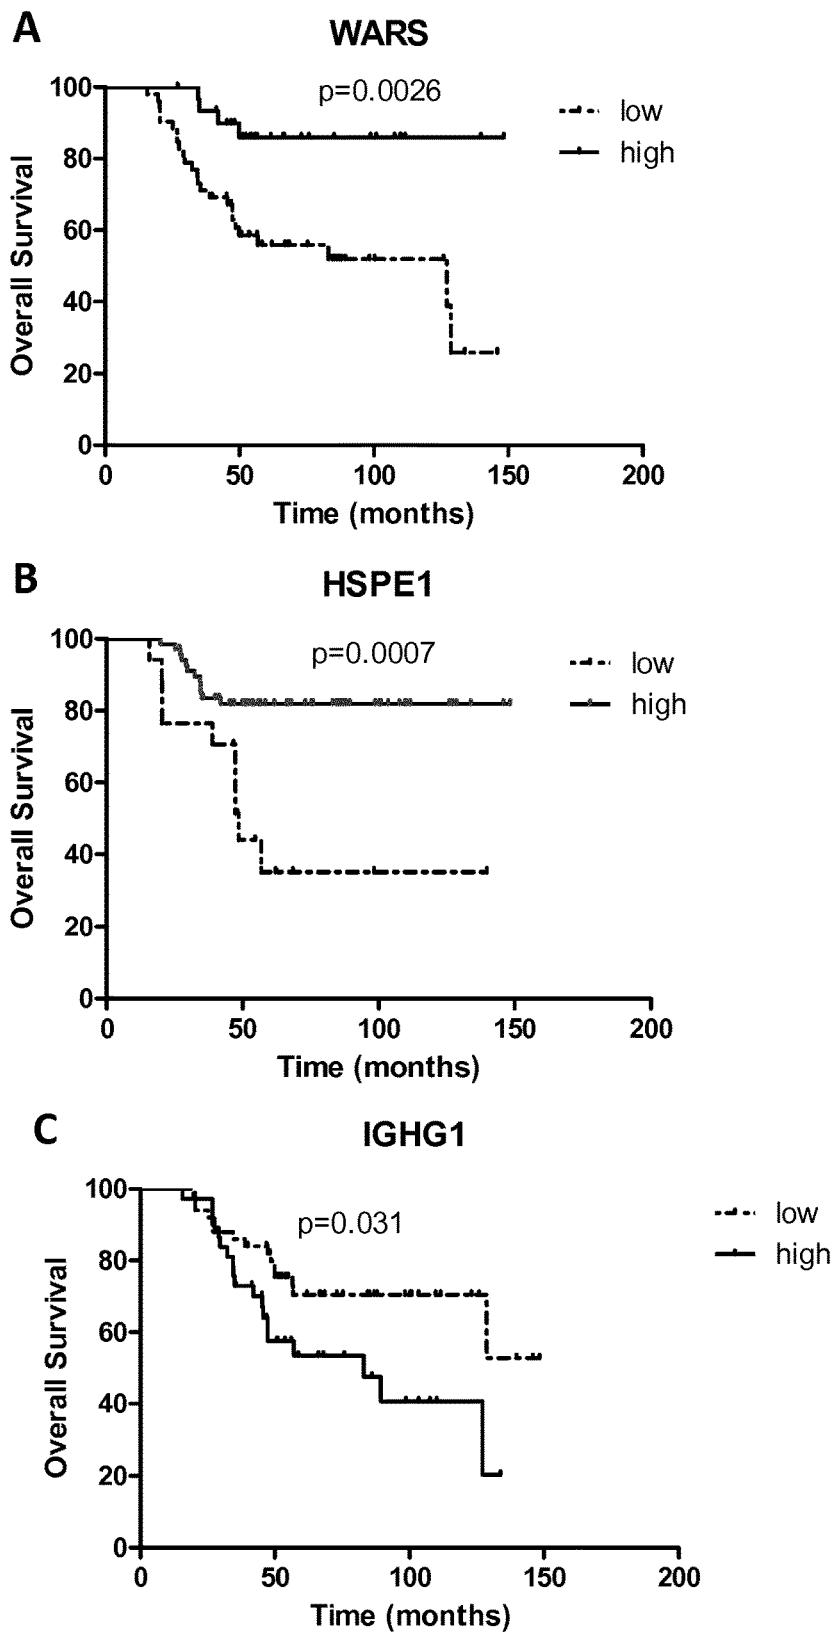 A
WARS
p=0.0026
low
high
100
80
60
40
20
0
Overall Survival
0 50 100 150 200
Time (months)
B
HSPE1
p=0.0007
low
high
100
80
60
40
20
0
Overall Survival
0 50 100 150 200
Time (months)
C
IGHG1
p=0.031
low
high
100
80
60
40
20
0
Overall Survival
0 50 100 150 200
Time (months)